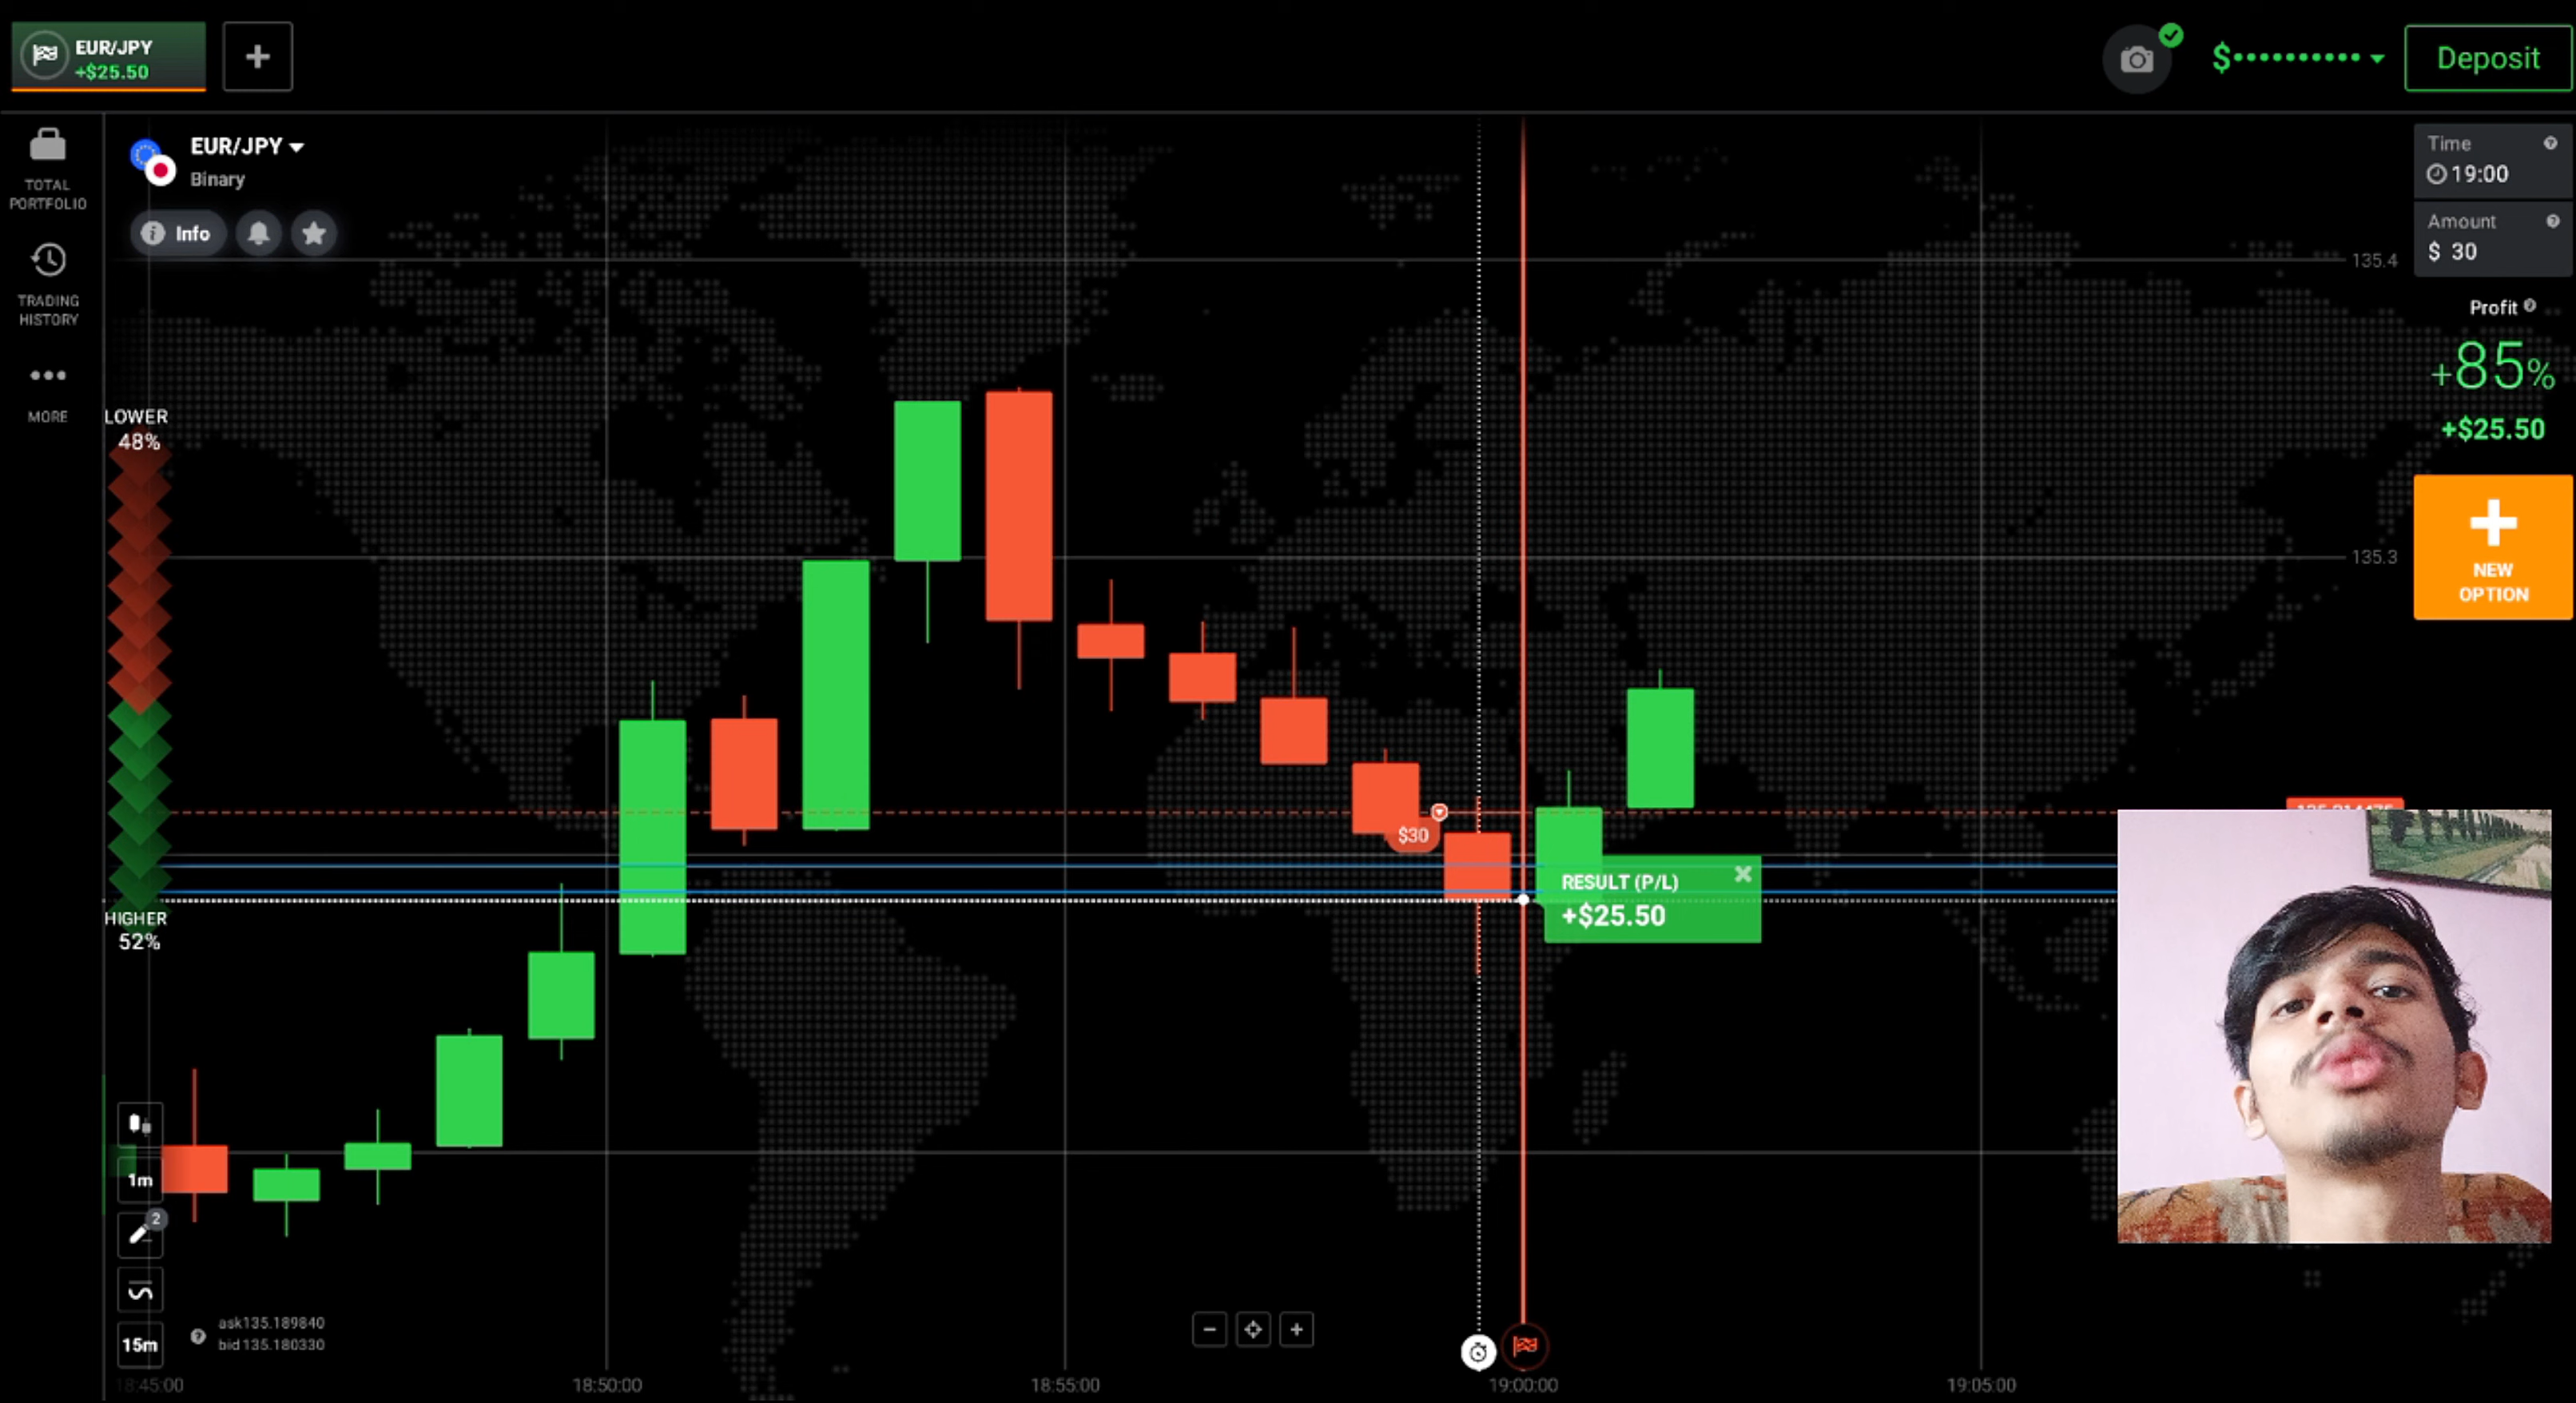 EUR/JPY
+$25.50
$
Deposit
TOTAL
PORTFOLIO
TRADING
HISTORY
MORE
EUR/JPY
Binary
Info
Time
19:00
Amount
$ 30
Profit
+85%
+$25.50
NEW
OPTION
135.4
135.3
LOWER
48%
HIGHER
52%
$30
RESULT (P/L)
+$25.50
1m
2
15m
ask135.189840
bid135.180330
18:45:00
18:50:00
18:55:00
19:00:00
19:05:00